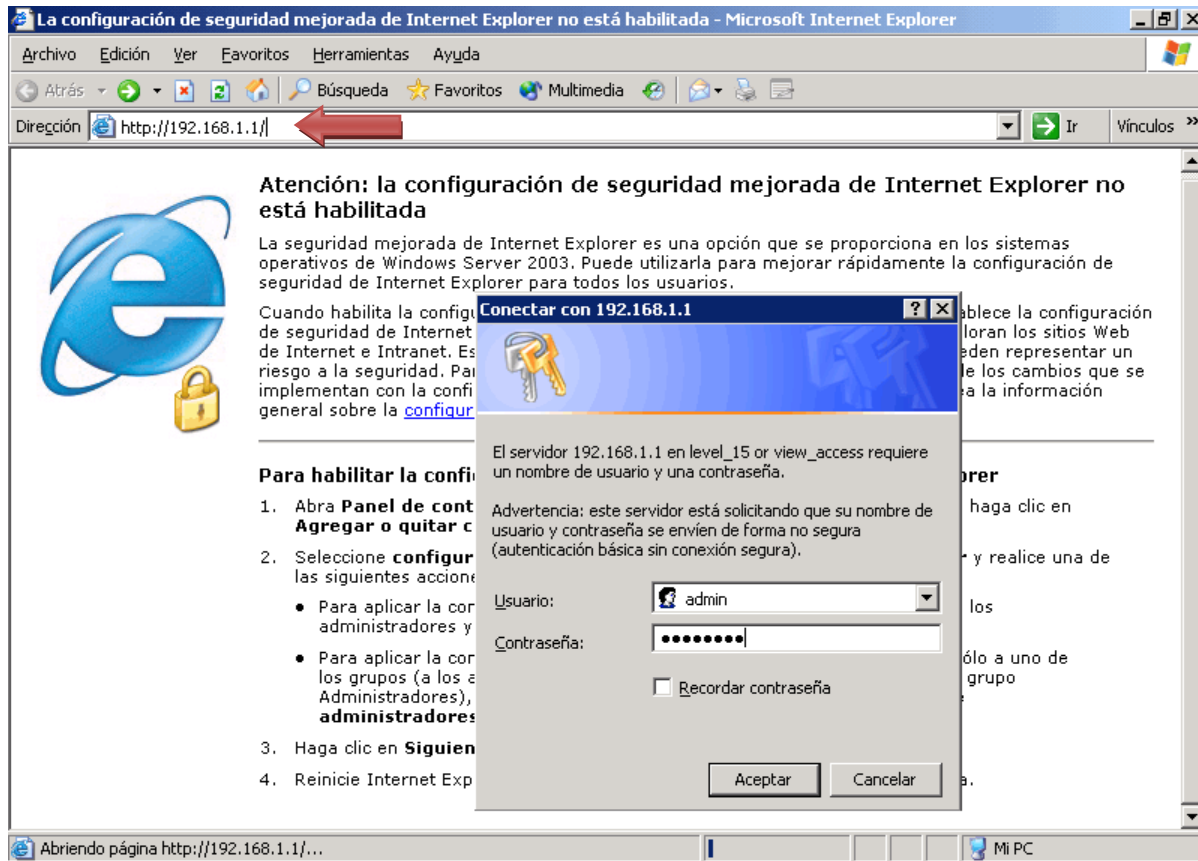 La configuración de seguridad mejorada de Internet Explorer no está habilitada - Microsoft Internet Explorer
Archivo Edición Ver Favoritos Herramientas Ayuda
Atrás Búsqueda Favoritos Multimedia
Dirección http://192.168.1.1/ Ir Vínculos »
Atención: la configuración de seguridad mejorada de Internet Explorer no
está habilitada
La seguridad mejorada de Internet Explorer es una opción que se proporciona en los sistemas
operativos de Windows Server 2003. Puede utilizarla para mejorar rápidamente la configuración de
seguridad de Internet Explorer para todos los usuarios.
Cuando habilita la configu ablece la configuración
de seguridad de Internet loran los sitios Web
de Internet e Intranet. Es eden representar un
riesgo a la seguridad. Par de los cambios que se
implementan con la confi ea la información
general sobre la configur
Para habilitar la confi orer
1. Abra Panel de cont haga clic en
Agregar o quitar c
2. Seleccione configur y realice una de
las siguientes accione
• Para aplicar la cor los
administradores y
• Para aplicar la cor ólo a uno de
los grupos (a los a grupo
Administradores),
administradores
3. Haga clic en Siguien
4. Reinicie Internet Exp a.
Conectar con 192.168.1.1
El servidor 192.168.1.1 en level_15 or view_access requiere
un nombre de usuario y una contraseña.
Advertencia: este servidor está solicitando que su nombre de
usuario y contraseña se envíen de forma no segura
(autenticación básica sin conexión segura).
Usuario: admin
Contraseña: ••••••••
Recordar contraseña
Aceptar Cancelar
Abriendo página http://192.168.1.1/... Mi PC